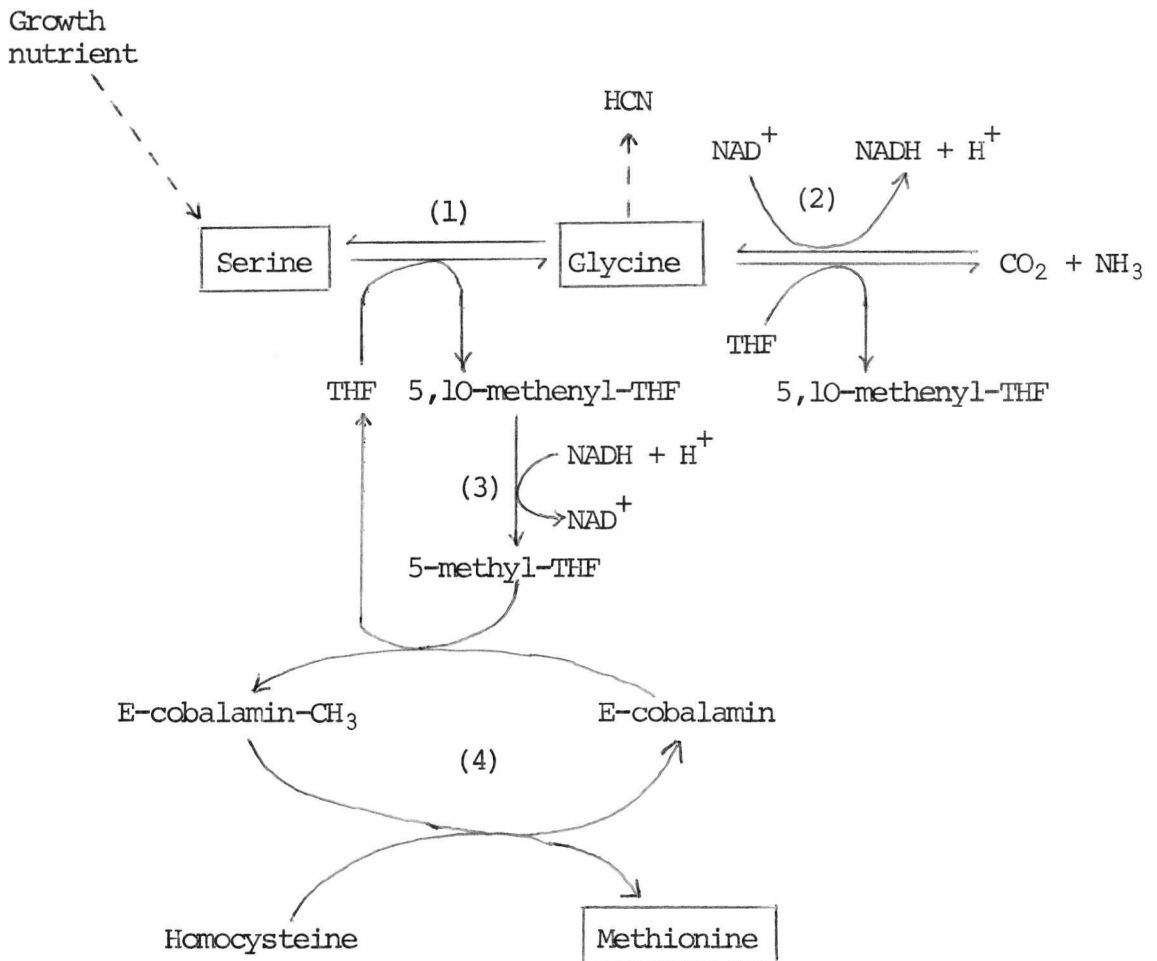 Growth
nutrient
HCN
NAD+ NADH + H+
(1) (2)
Serine Glycine CO2 + NH3
THF
THF 5,10-methenyl-THF 5,10-methenyl-THF
NADH + H+
(3)
NAD+
5-methyl-THF
E-cobalamin-CH3 E-cobalamin
(4)
Homocysteine Methionine